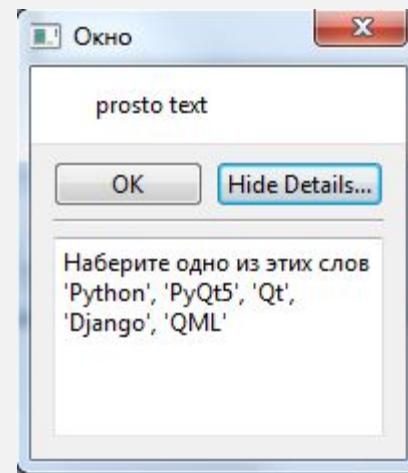 Окно
prosto text
OK
Hide Details...
Наберите одно из этих слов
'Python', 'PyQt5', 'Qt',
'Django', 'QML'